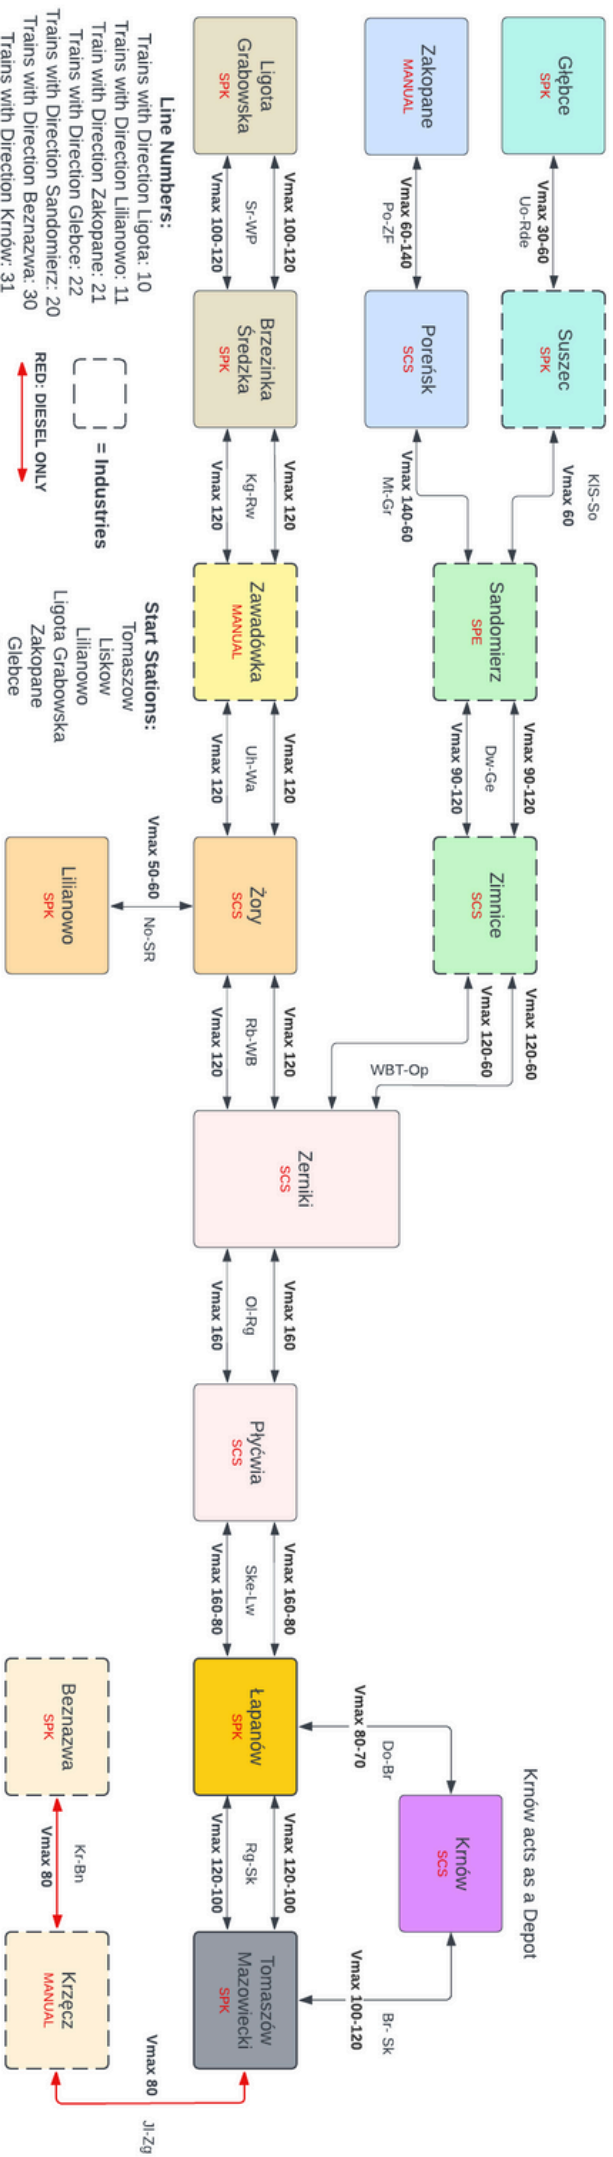 Głębce
SPK
Vmax 30-60
Uo-Rde
Suszec
SPK
KlS-So
Vmax 60
Krnów acts as a Depot
Zakopane
MANUAL
Vmax 60-140
Po-ZF
Poreńsk
SCS
Vmax 140-60
Mt-Gr
Sandomierz
SPE
Vmax 90-120
Dw-Ge
Vmax 90-120
Zimnice
SCS
Vmax 120-60
Vmax 120-60
WBT-Op
Krnów
SCS
Do-Br
Vmax 80-70
Br- Sk
Vmax 100-120
Ligota
Grabowska
SPK
Vmax 100-120
Sr-WP
Vmax 100-120
Brzezinka
Średzka
SPK
Vmax 120
Kg-Rw
Vmax 120
Zawadówka
MANUAL
Vmax 120
Uh-Wa
Vmax 120
Żory
SCS
Vmax 120
Rb-WB
Vmax 120
Zerniki
SCS
Vmax 160
Ol-Rg
Vmax 160
Płyćwia
SCS
Vmax 160-80
Ske-Lw
Vmax 160-80
Łapanów
SPK
Vmax 120-100
Rg-Sk
Vmax 120-100
Tomaszów
Mazowiecki
SPK
Line Numbers:
Trains with Direction Ligota: 10
Trains with Direction Lilianowo: 11
Train with Direction Zakopane: 21
Trains with Direction Glebce: 22
Trains with Direction Sandomierz: 20
Trains with Direction Beznazwa: 30
Trains with Direction Krnów: 31
= Industries
RED: DIESEL ONLY
Start Stations:
Tomaszow
Liskow
Lilianowo
Ligota Grabowska
Zakopane
Glebce
Vmax 50-60
No-SR
Lilianowo
SPK
Beznazwa
SPK
Kr-Bn
Vmax 80
Krzęcz
MANUAL
Vmax 80
Jl-Zg